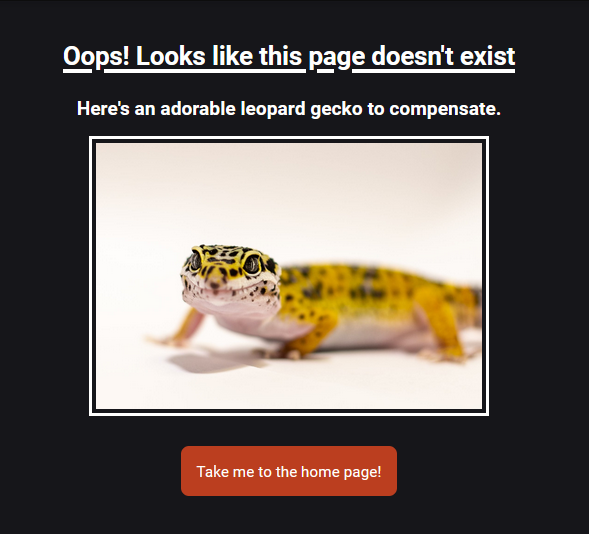 Oops! Looks like this page doesn't exist
Here's an adorable leopard gecko to compensate.
Take me to the home page!